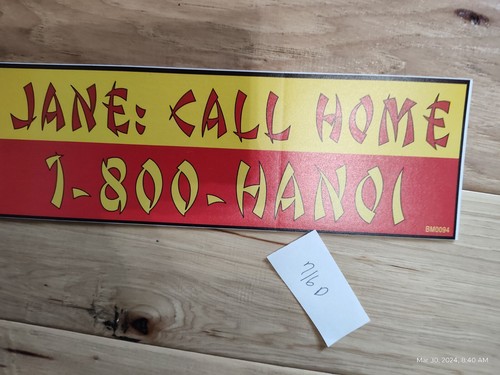 JANE: CALL HOME
1-800-HANOI
BM0094
Mar 30, 2024, 8:40 AM